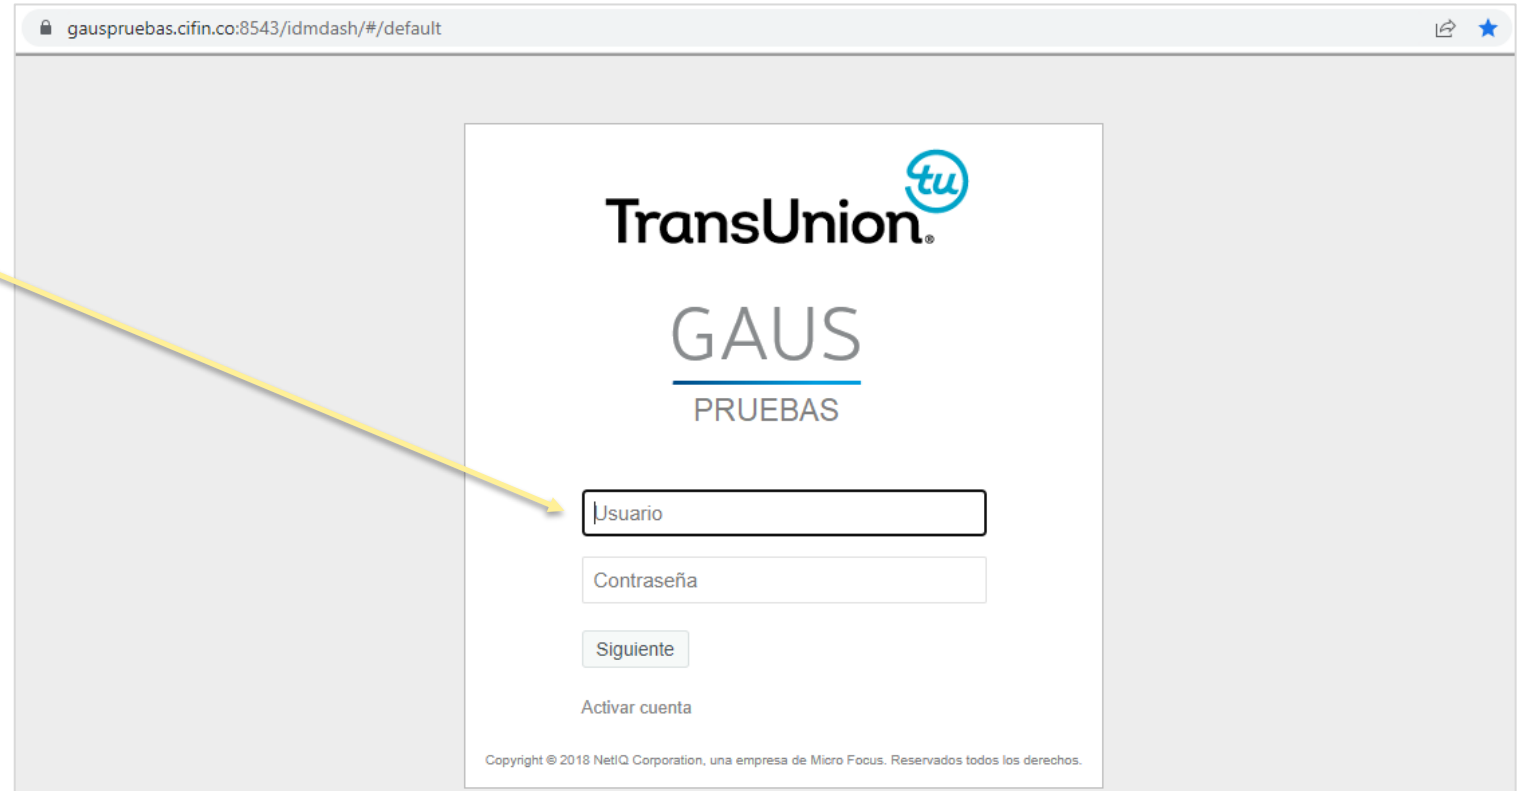 gauspruebas.cifin.co:8543/idmdash/#/default
tu
TransUnion®
GAUS
PRUEBAS
Usuario
Contraseña
Siguiente
Activar cuenta
Copyright © 2018 NetIQ Corporation, una empresa de Micro Focus. Reservados todos los derechos.